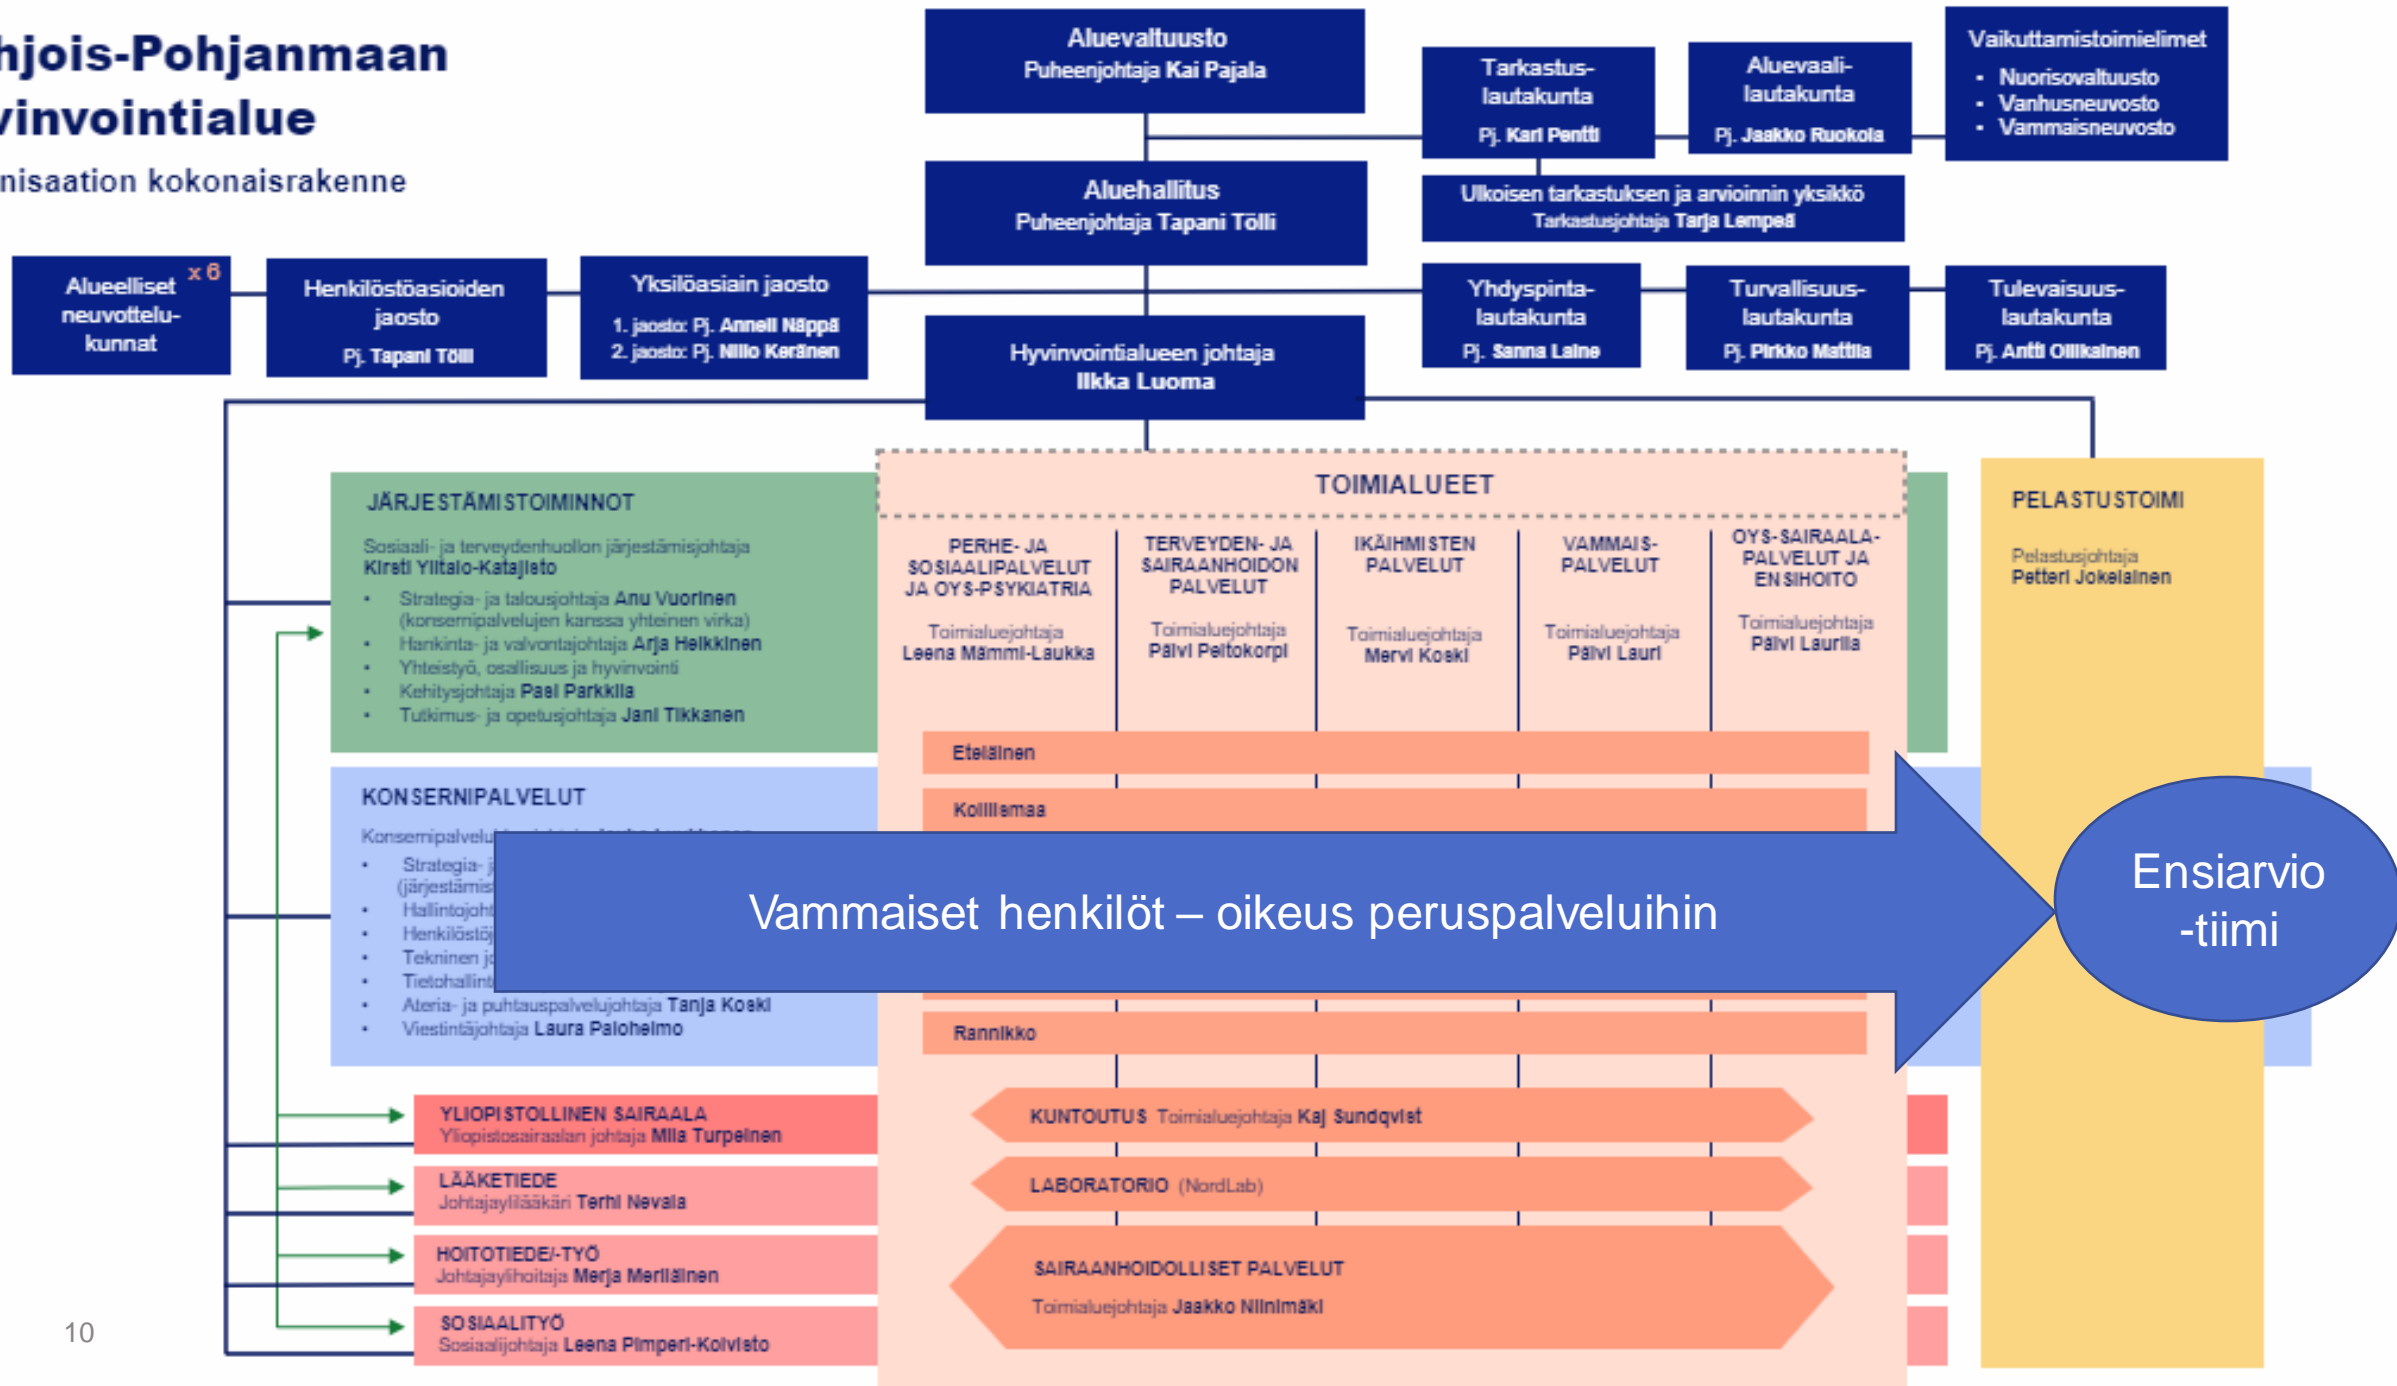 hjois-Pohjanmaan
vinvointialue
nisaation kokonaisrakenne
Aluevaltuusto
Puheenjohtaja Kai Pajala
Tarkastus-
lautakunta
Pj. Kari Pentti
Aluevaali-
lautakunta
Pj. Jaakko Ruokola
Vaikuttamistoimielimet
▪ Nuorisovaltuusto
▪ Vanhusneuvosto
▪ Vammaisneuvosto
Aluehallitus
Puheenjohtaja Tapani Tölli
Ulkoisen tarkastuksen ja arvioinnin yksikkö
Tarkastusjohtaja Tarja Lempeä
Alueelliset x 6
neuvottelu-
kunnat
Henkilöstöasioiden
jaosto
Pj. Tapani Tölli
Yksilöasiain jaosto
1. jaosto: Pj. Anneli Näppä
2. jaosto: Pj. Niilo Keränen
Yhdyspinta-
lautakunta
Pj. Sanna Laine
Turvallisuus-
lautakunta
Pj. Pirkko Mattila
Tulevaisuus-
lautakunta
Pj. Antti Ollikainen
Hyvinvointialueen johtaja
Ilkka Luoma
JÄRJESTÄMISTOIMINNOT
Sosiaali- ja terveydenhuollon järjestämisjohtaja
Kirsti Ylitalo-Katajisto
• Strategia- ja talousjohtaja Anu Vuorinen
(konsernipalvelujen kanssa yhteinen virka)
• Hankinta- ja valvontajohtaja Arja Heikkinen
• Yhteistyö, osallisuus ja hyvinvointi
• Kehitysjohtaja Pasi Parkkila
• Tutkimus- ja opetusjohtaja Jani Tikkanen
TOIMIALUEET
PERHE- JA
SOSIAALIPALVELUT
JA OYS-PSYKIATRIA
Toimialuejohtaja
Leena Mämmi-Laukka
TERVEYDEN- JA
SAIRAANHOIDON
PALVELUT
Toimialuejohtaja
Päivi Peltokorpi
IKÄIHMISTEN
PALVELUT
Toimialuejohtaja
Mervi Koski
VAMMAIS-
PALVELUT
Toimialuejohtaja
Päivi Lauri
OYS-SAIRAALA-
PALVELUT JA
ENSIHOITO
Toimialuejohtaja
Päivi Laurila
PELASTUSTOIMI
Pelastusjohtaja
Petteri Jokelainen
Eteläinen
Koillismaa
KONSERNIPALVELUT
Konsernipalvelu
• Strategia- j
(järjestämis
• Hallintojoht
• Henkilöstöj
• Tekninen jo
• Tietohallint
• Ateria- ja puhtauspalvelujohtaja Tanja Koski
• Viestintäjohtaja Laura Paloheimo
Vammaiset henkilöt – oikeus peruspalveluihin
Ensiarvio
-tiimi
Rannikko
YLIOPISTOLLINEN SAIRAALA
Yliopistosairaalan johtaja Miia Turpeinen
LÄÄKETIEDE
Johtajaylilääkäri Terhi Nevala
HOITOTIEDE/-TYÖ
Johtajaylihoitaja Merja Meriläinen
SOSIAALITYÖ
Sosiaalijohtaja Leena Pimperi-Koivisto
KUNTOUTUS Toimialuejohtaja Kaj Sundqvist
LABORATORIO (NordLab)
SAIRAANHOIDOLLISET PALVELUT
Toimialuejohtaja Jaakko Niinimäki
10